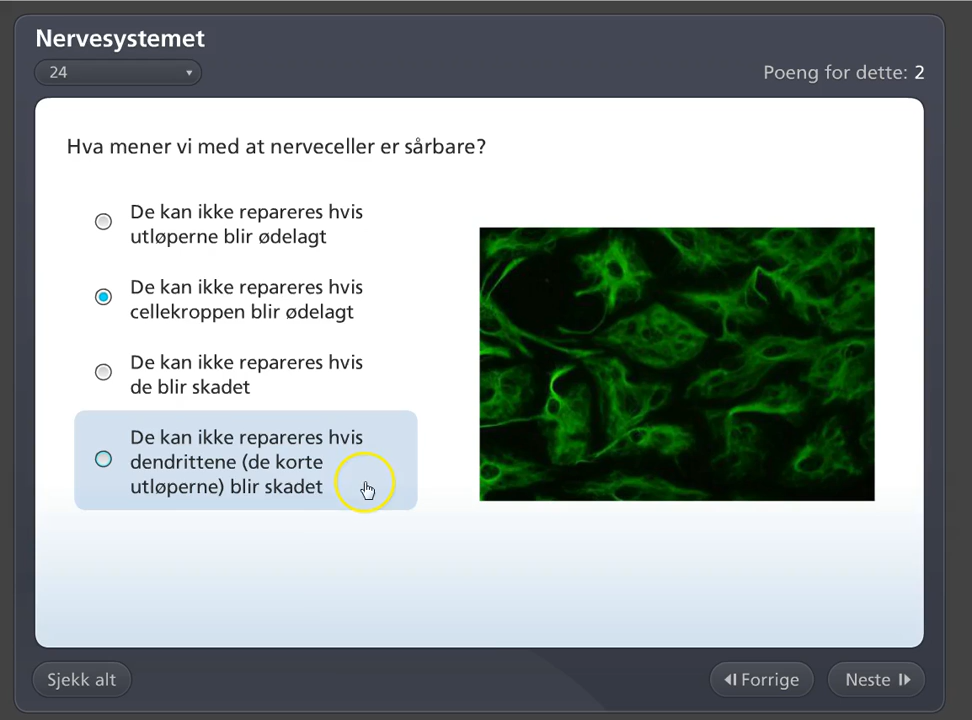 Nervesystemet
24
Poeng for dette: 2
Hva mener vi med at nerveceller er sårbare?
De kan ikke repareres hvis
utløperne blir ødelagt
De kan ikke repareres hvis
cellekroppen blir ødelagt
De kan ikke repareres hvis
de blir skadet
De kan ikke repareres hvis
dendrittene (de korte
utløperne) blir skadet
Sjekk alt
Forrige
Neste